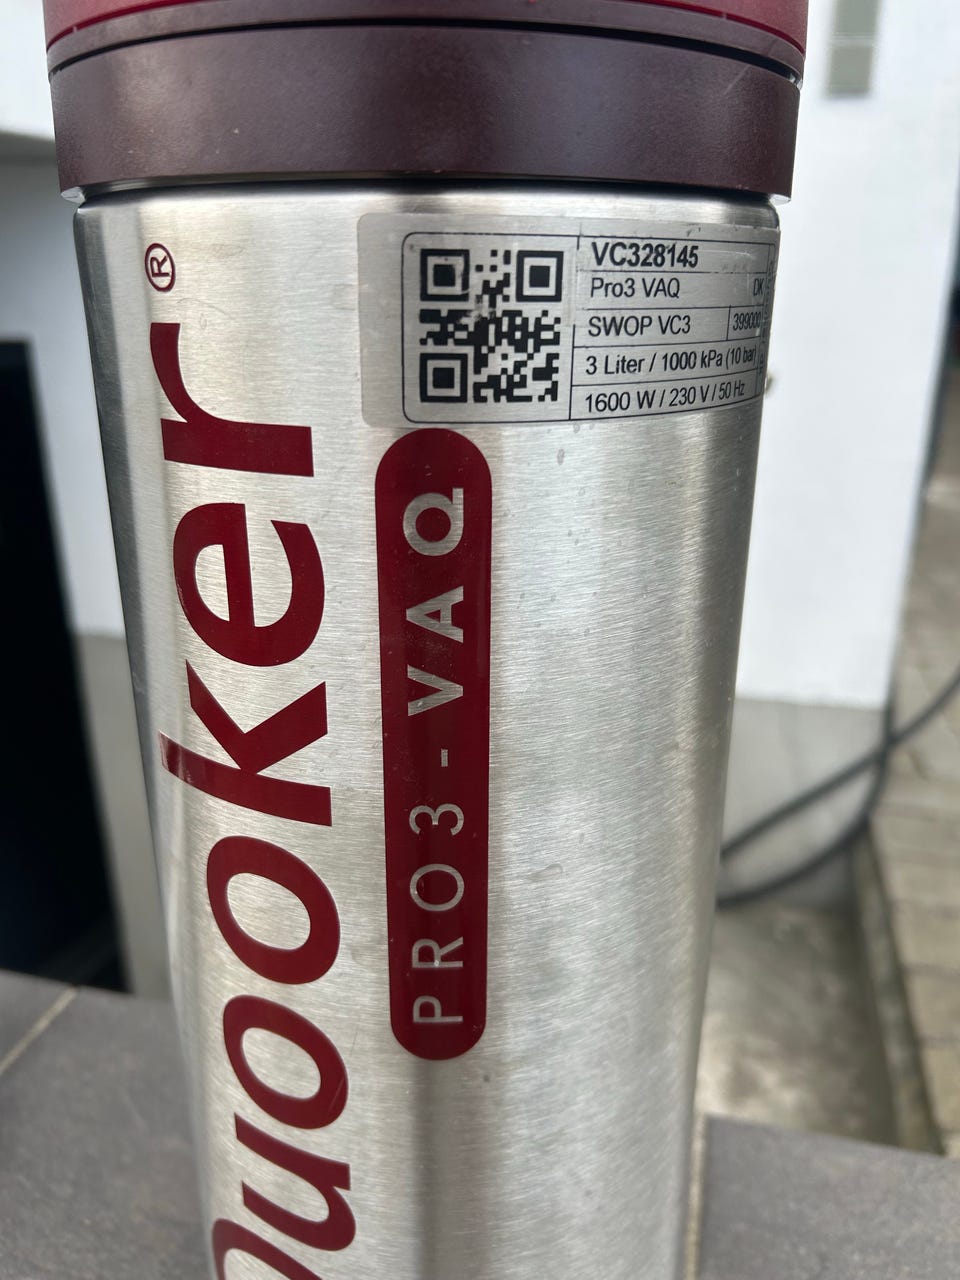 VC328145
Pro3 VAQ DK
SWOP VC3 399000
3 Liter / 1000 kPa (10 bar)
1600 W / 230 V / 50 Hz
Quooker®
PRO3-VAQ